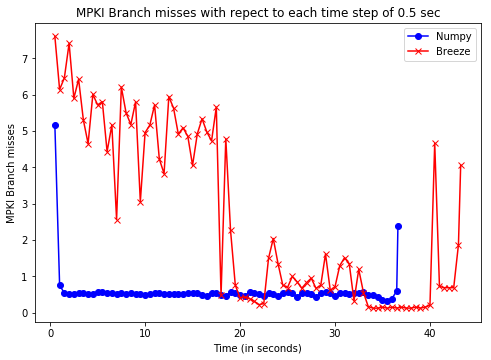 MPKI Branch misses with repect to each time step of 0.5 sec
Numpy
Breeze
MPKI Branch misses
7
6
5
4
3
2
1
0
0
10
20
30
40
Time (in seconds)